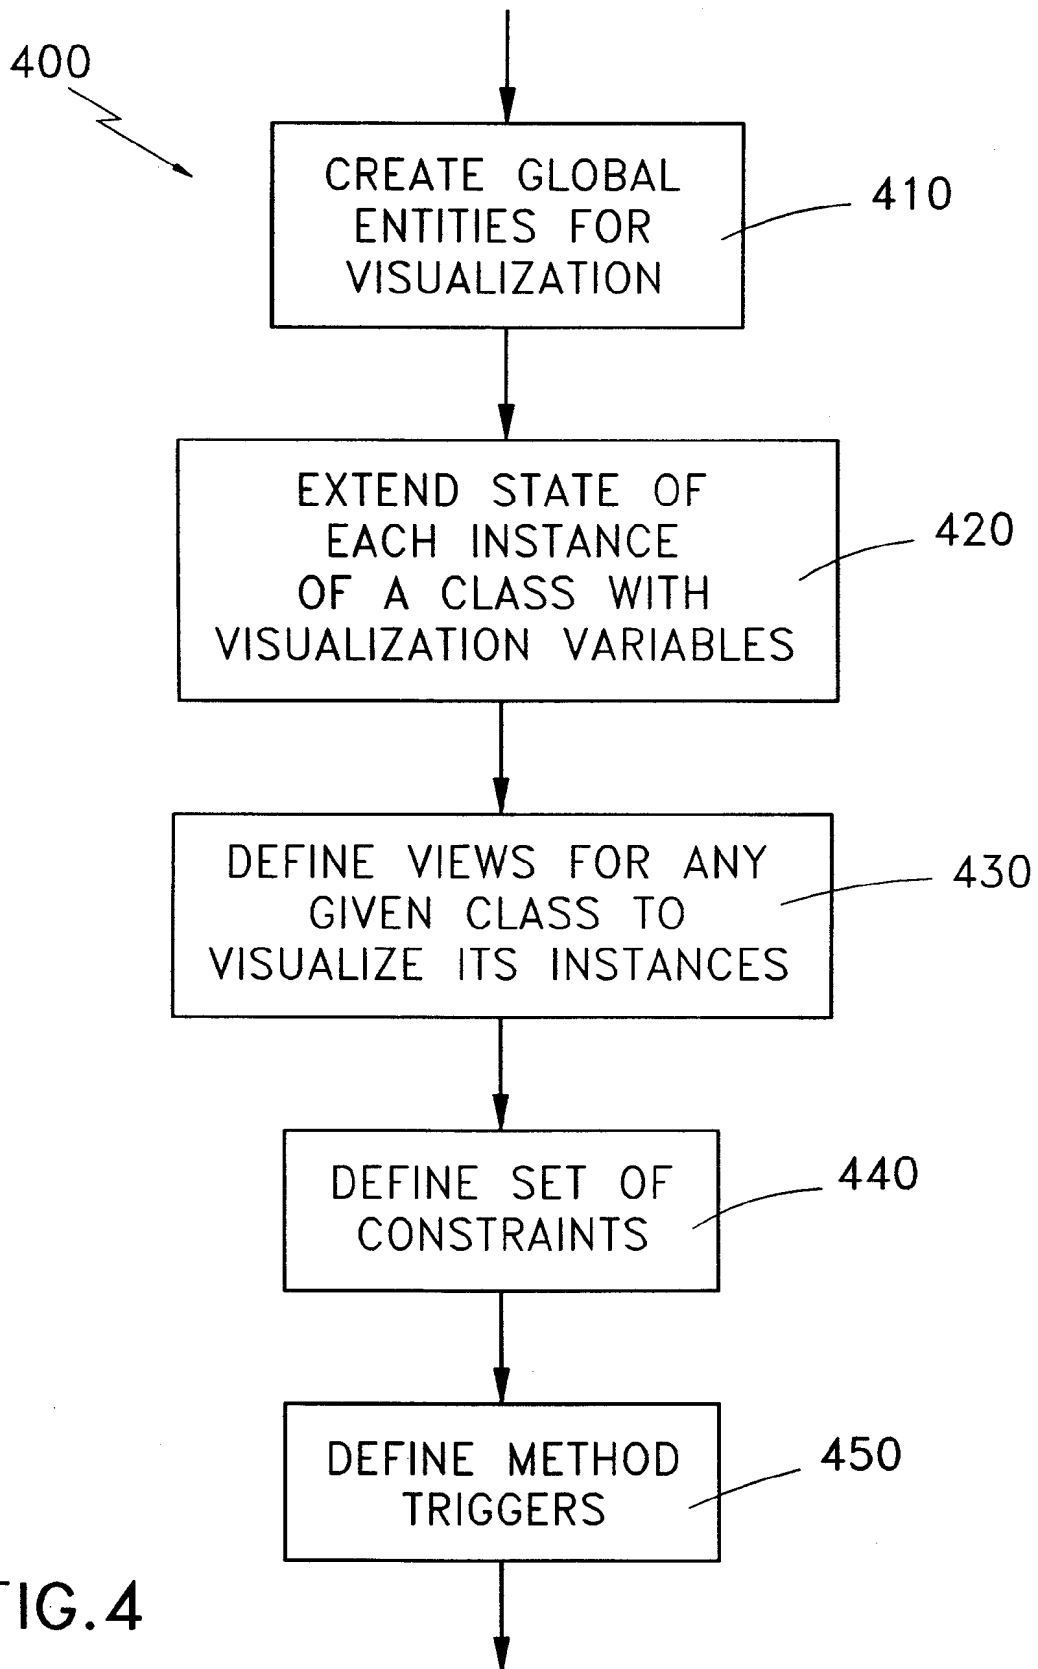 400
CREATE GLOBAL
ENTITIES FOR
VISUALIZATION
410
EXTEND STATE OF
EACH INSTANCE
OF A CLASS WITH
VISUALIZATION VARIABLES
420
DEFINE VIEWS FOR ANY
GIVEN CLASS TO
VISUALIZE ITS INSTANCES
430
DEFINE SET OF
CONSTRAINTS
440
DEFINE METHOD
TRIGGERS
450
FIG.4